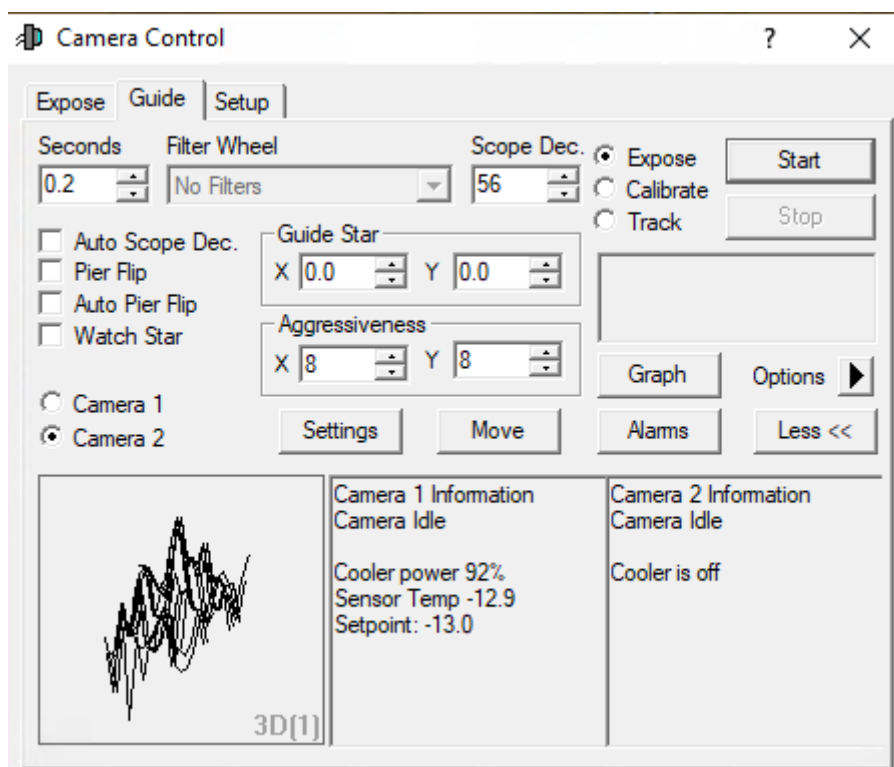 Camera Control
?
Expose Guide Setup
Seconds Filter Wheel Scope Dec.
0.2 No Filters 56
Expose
Calibrate
Track
Start
Stop
Auto Scope Dec.
Pier Flip
Auto Pier Flip
Watch Star
Guide Star
X 0.0 Y 0.0
Aggressiveness
X 8 Y 8
Camera 1
Camera 2
Settings Move
Graph Options
Alarms Less <<
3D(1)
Camera 1 Information
Camera Idle
Cooler power 92%
Sensor Temp -12.9
Setpoint: -13.0
Camera 2 Information
Camera Idle
Cooler is off